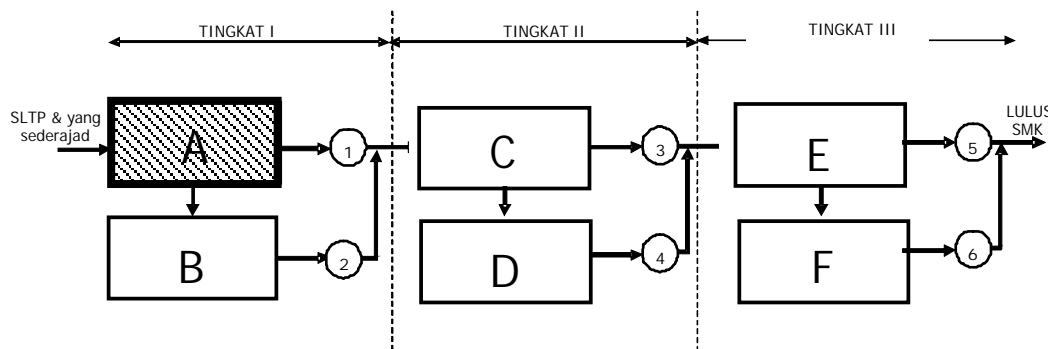 TINGKAT I
TINGKAT II
TINGKAT III
SLTP & yang
sederajad
A
1
C
3
E
5
LULUS
SMK
B
2
D
4
F
6